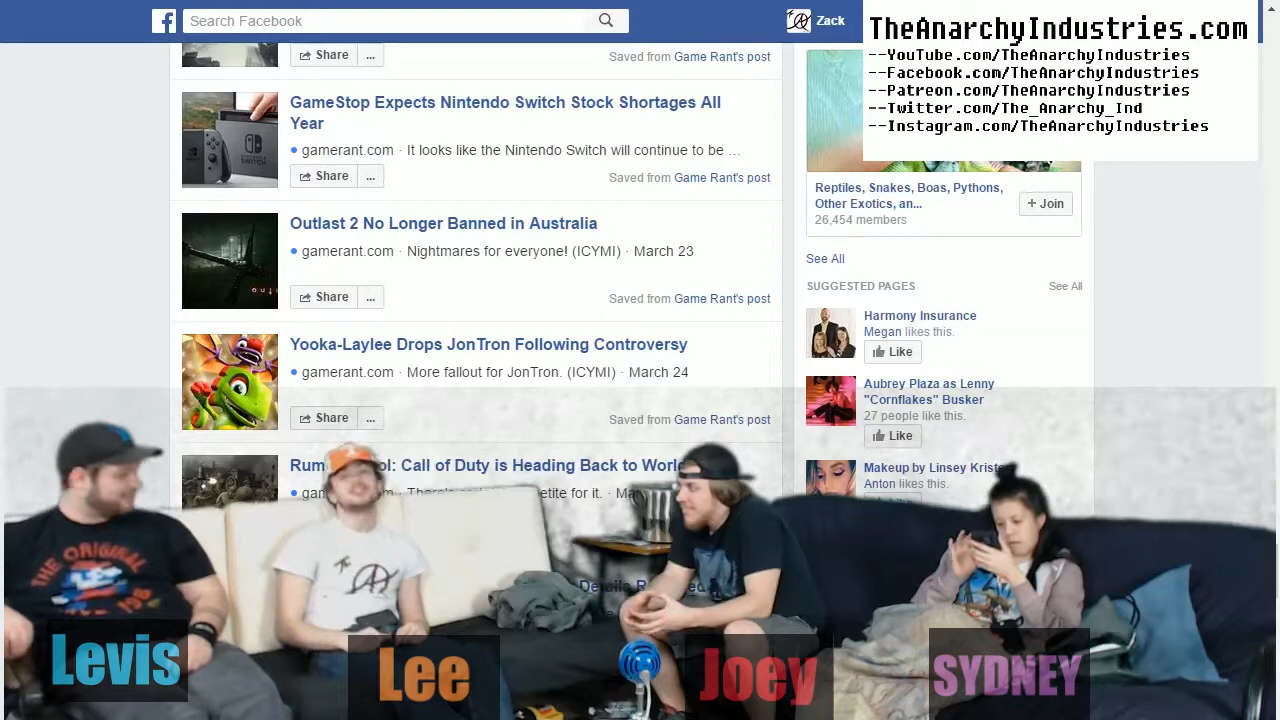 Search Facebook
Zack
TheAnarchyIndustries.com
--YouTube.com/TheAnarchyIndustries
--Facebook.com/TheAnarchyIndustries
--Patreon.com/TheAnarchyIndustries
--Twitter.com/The_Anarchy_Ind
--Instagram.com/TheAnarchyIndustries
Share
...
Saved from Game Rant's post
GameStop Expects Nintendo Switch Stock Shortages All
Year
gamerant.com · It looks like the Nintendo Switch will continue to be ...
Share
...
Saved from Game Rant's post
Outlast 2 No Longer Banned in Australia
gamerant.com · Nightmares for everyone! (ICYMI) · March 23
Share
...
Saved from Game Rant's post
Yooka-Laylee Drops JonTron Following Controversy
gamerant.com · More fallout for JonTron. (ICYMI) · March 24
Share
...
Saved from Game Rant's post
Call of Duty is Heading Back to
for it.
Reptiles, Snakes, Boas, Pythons,
Other Exotics, an...
26,454 members
+ Join
See All
SUGGESTED PAGES
See All
Harmony Insurance
Megan likes this.
Like
Aubrey Plaza as Lenny
"Cornflakes" Busker
27 people like this.
Like
Makeup by Linsey
Anton likes this.
THE ORIGINAL
Levis
Lee
Joey
SYDNEY